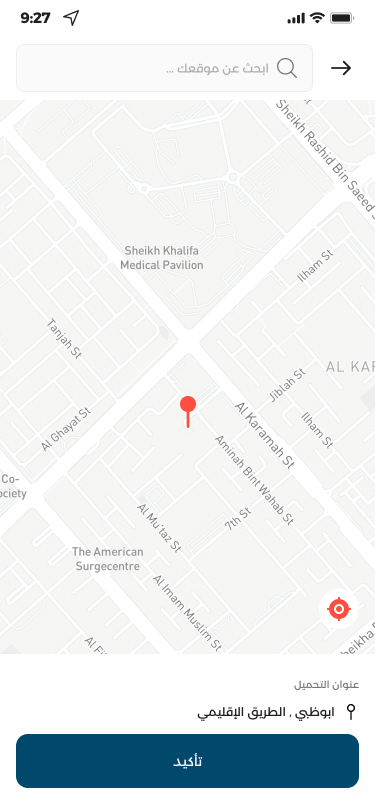 9:27
ابحث عن موقعك ...
Sheikh Rashid Bin Saeed S
Sheikh Khalifa
Medical Pavilion
Ilham St
Tanjah St
AL KAR
Jiblah St
Al Ghayat St
Al Karamah St
Ilham St
Aminah Bint Wahab St
Co-
ociety
Al Mu'taz St
7th St
The American
Surgecentre
Al Imam Muslim St
عنوان التحميل
ابوظبي , الطريق الإقليمي
تأكيد